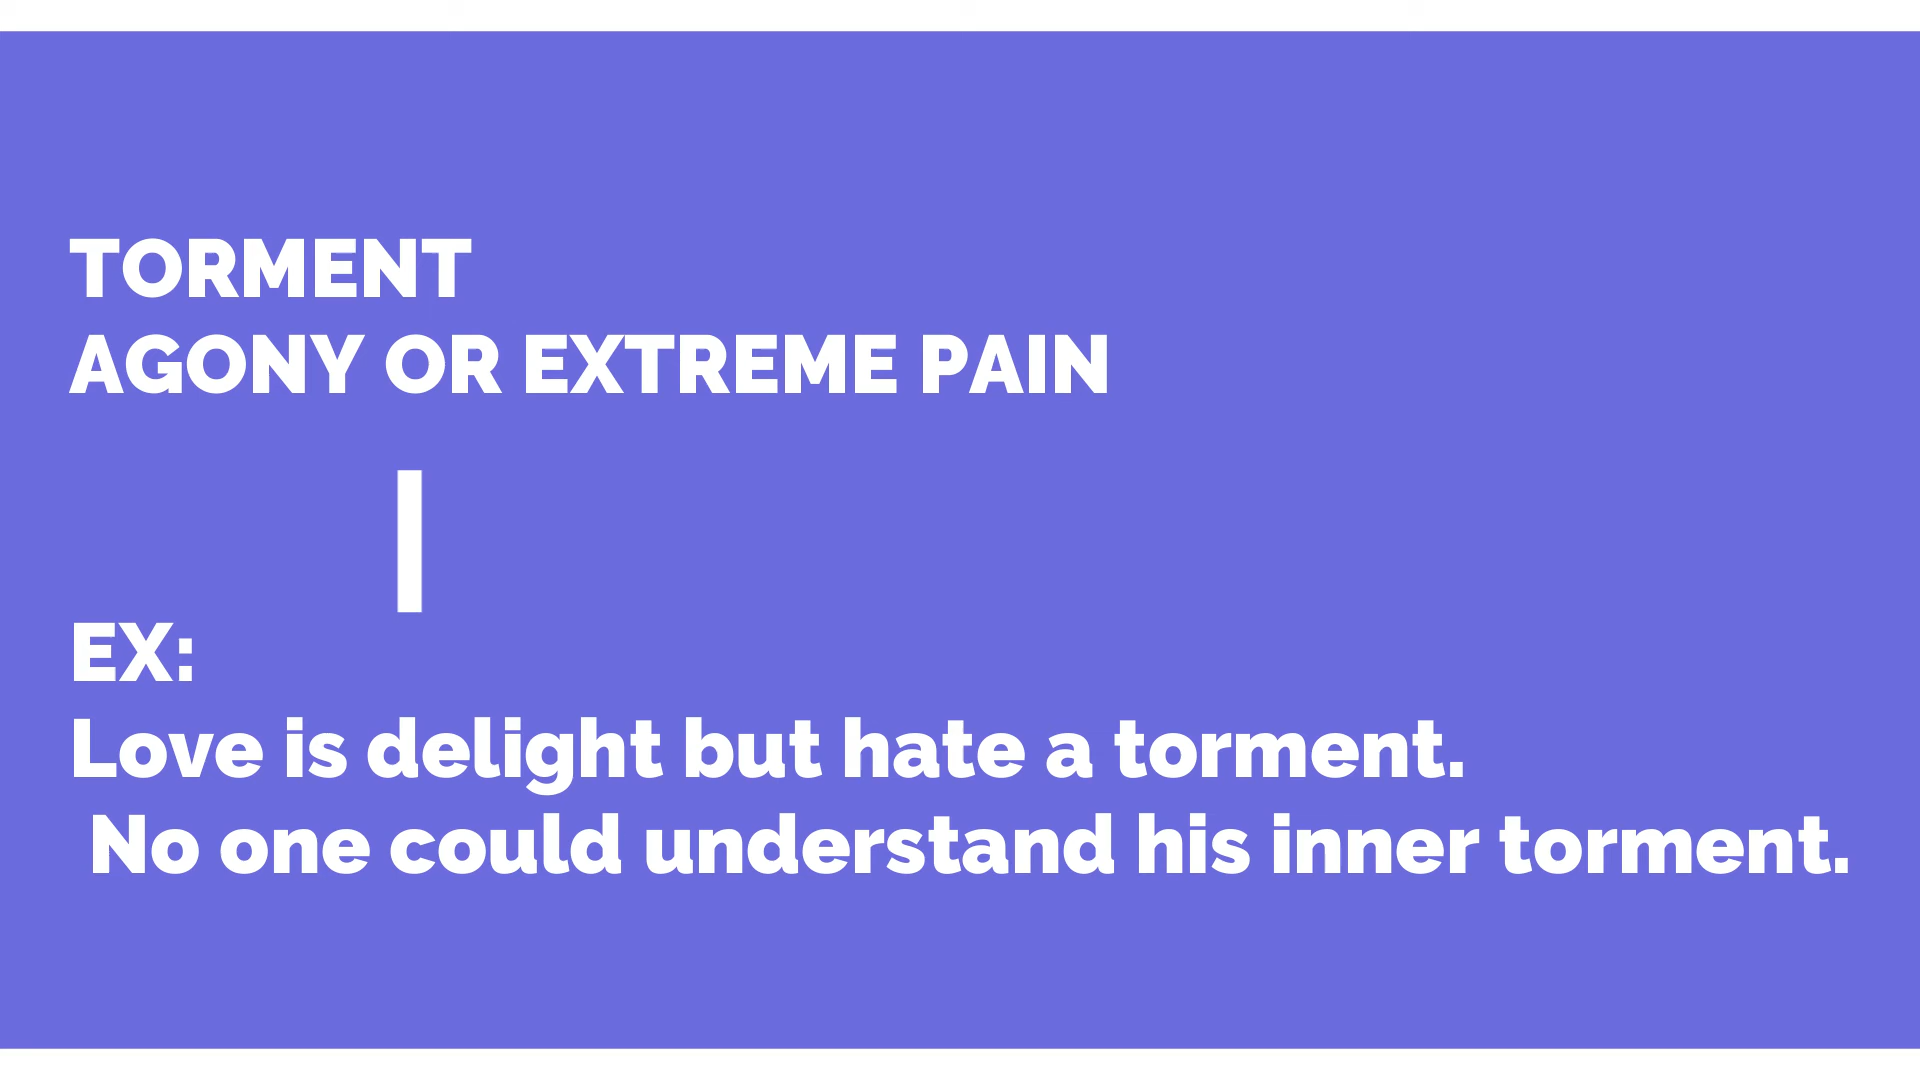 TORMENT
AGONY OR EXTREME PAIN
EX:
Love is delight but hate a torment.
No one could understand his inner torment.